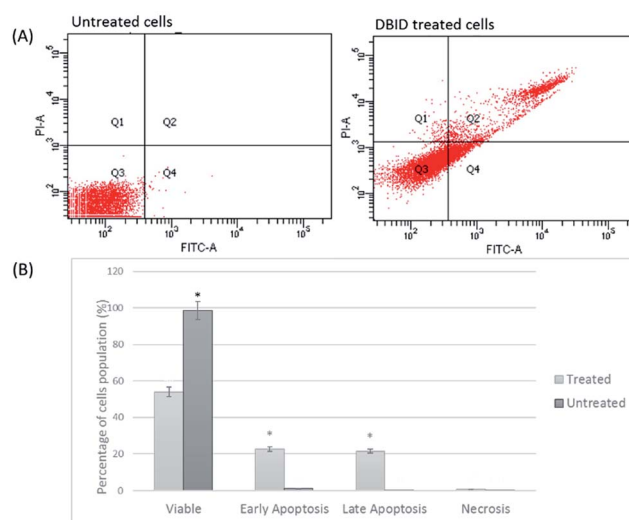 (A)
Untreated cells
DBID treated cells
PI-A
10^5
10^4
10^3
10^2
Q1
Q2
Q3
Q4
10^2
10^3
10^4
10^5
FITC-A
PI-A
10^5
10^4
10^3
10^2
Q1
Q2
Q3
Q4
10^2
10^3
10^4
10^5
FITC-A
(B)
Percentage of cells population (%)
120
100
80
60
40
20
0
*
*
*
Viable
Early Apoptosis
Late Apoptosis
Necrosis
Treated
Untreated